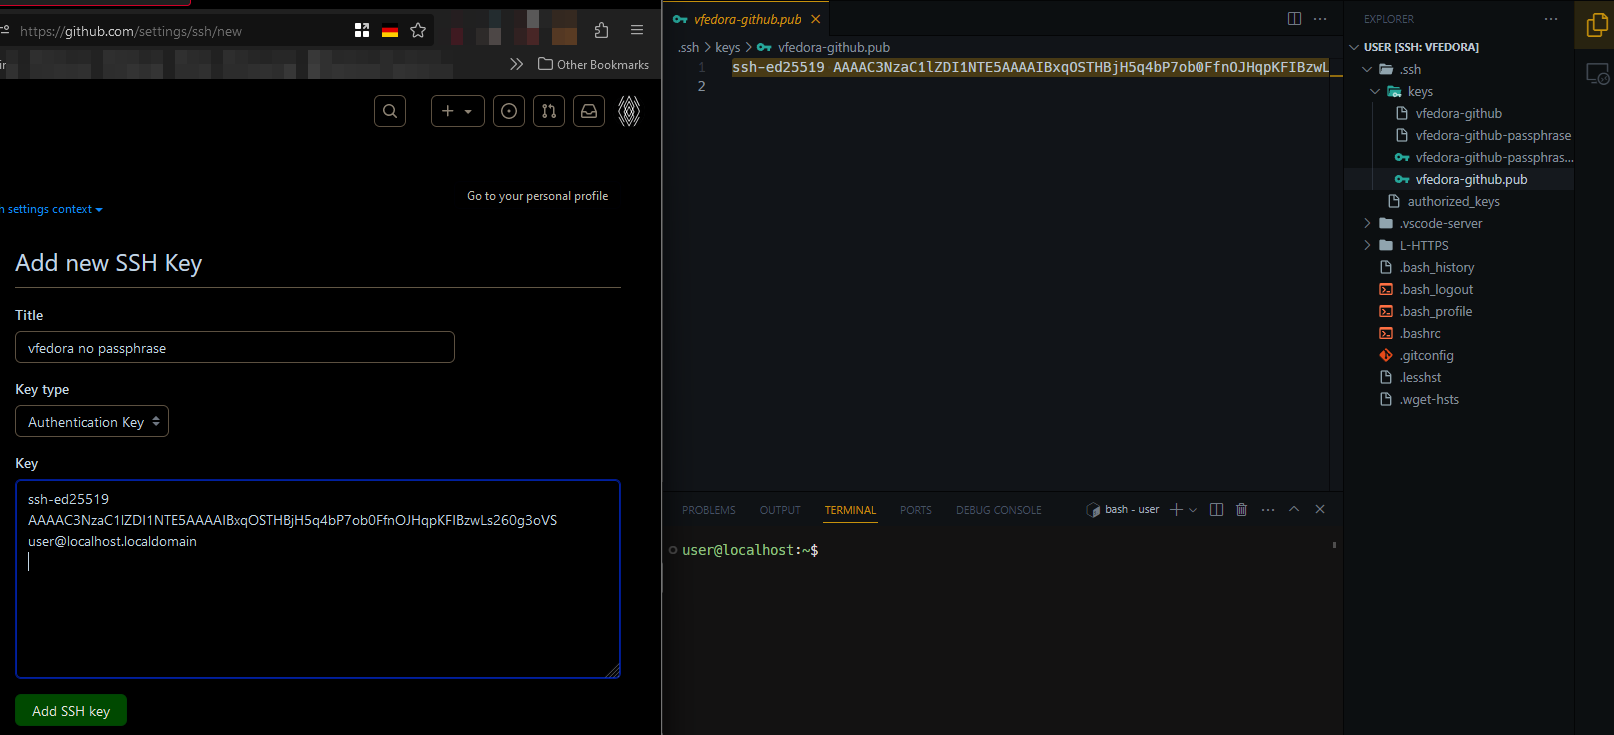 https://github.com/settings/ssh/new
Other Bookmarks
Go to your personal profile
settings context
Add new SSH Key
Title
vfedora no passphrase
Key type
Authentication Key
Key
ssh-ed25519
AAAAC3NzaC1lZDI1NTE5AAAAIBxqOSTHBjH5q4bP7ob0FfnOJHqpKFIBzwLs260g3oVS
user@localhost.localdomain
Add SSH key
vfedora-github.pub
.ssh > keys > vfedora-github.pub
1 ssh-ed25519 AAAAC3NzaC1lZDI1NTE5AAAAIBxqOSTHBjH5q4bP7ob0FfnOJHqpKFIBzwL
2
PROBLEMS OUTPUT TERMINAL PORTS DEBUG CONSOLE
bash - user
user@localhost:~$
EXPLORER
USER [SSH: VFEDORA]
.ssh
keys
vfedora-github
vfedora-github-passphrase
vfedora-github-passphras...
vfedora-github.pub
authorized_keys
.vscode-server
L-HTTPS
.bash_history
.bash_logout
.bash_profile
.bashrc
.gitconfig
.lesshst
.wget-hsts